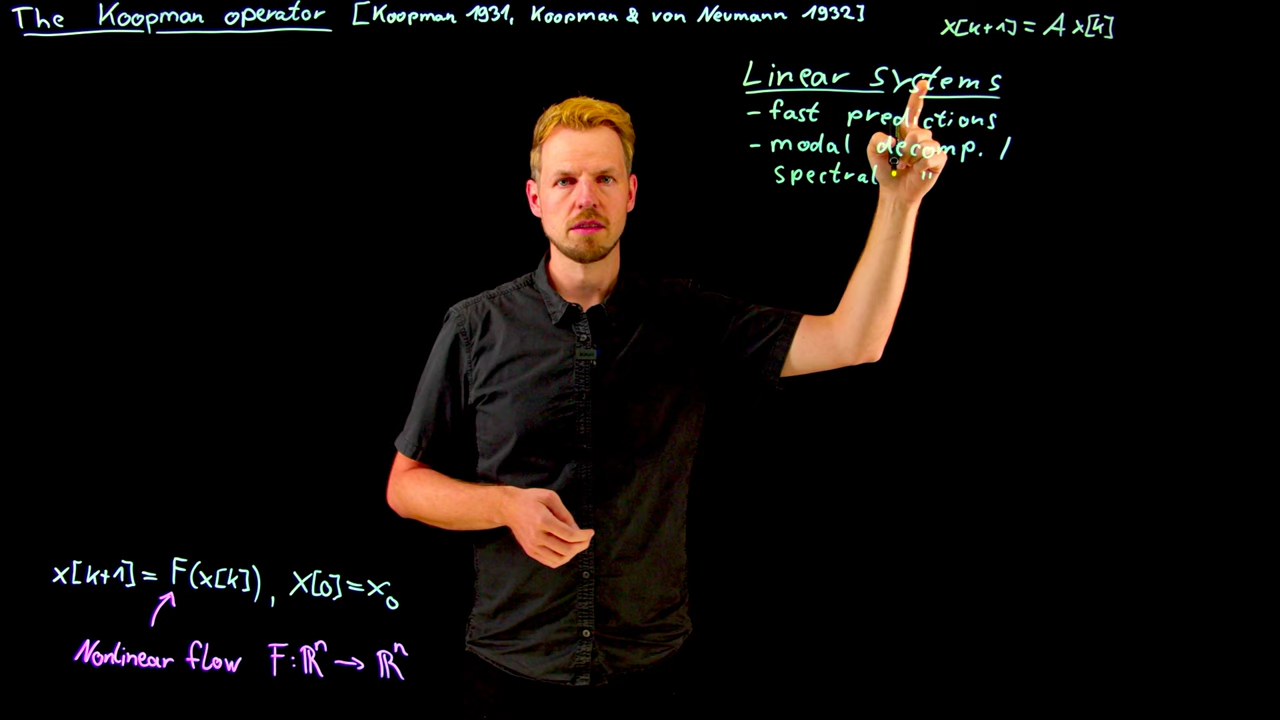 The Koopman operator [Koopman 1931, Koopman & von Neumann 1932]
x[k+1] = A x[k]
Linear systems
- fast predictions
- modal decomp. /
spectral "
x[k+1] = F(x[k]), x[0] = x₀
Nonlinear flow F: ℝⁿ → ℝⁿ